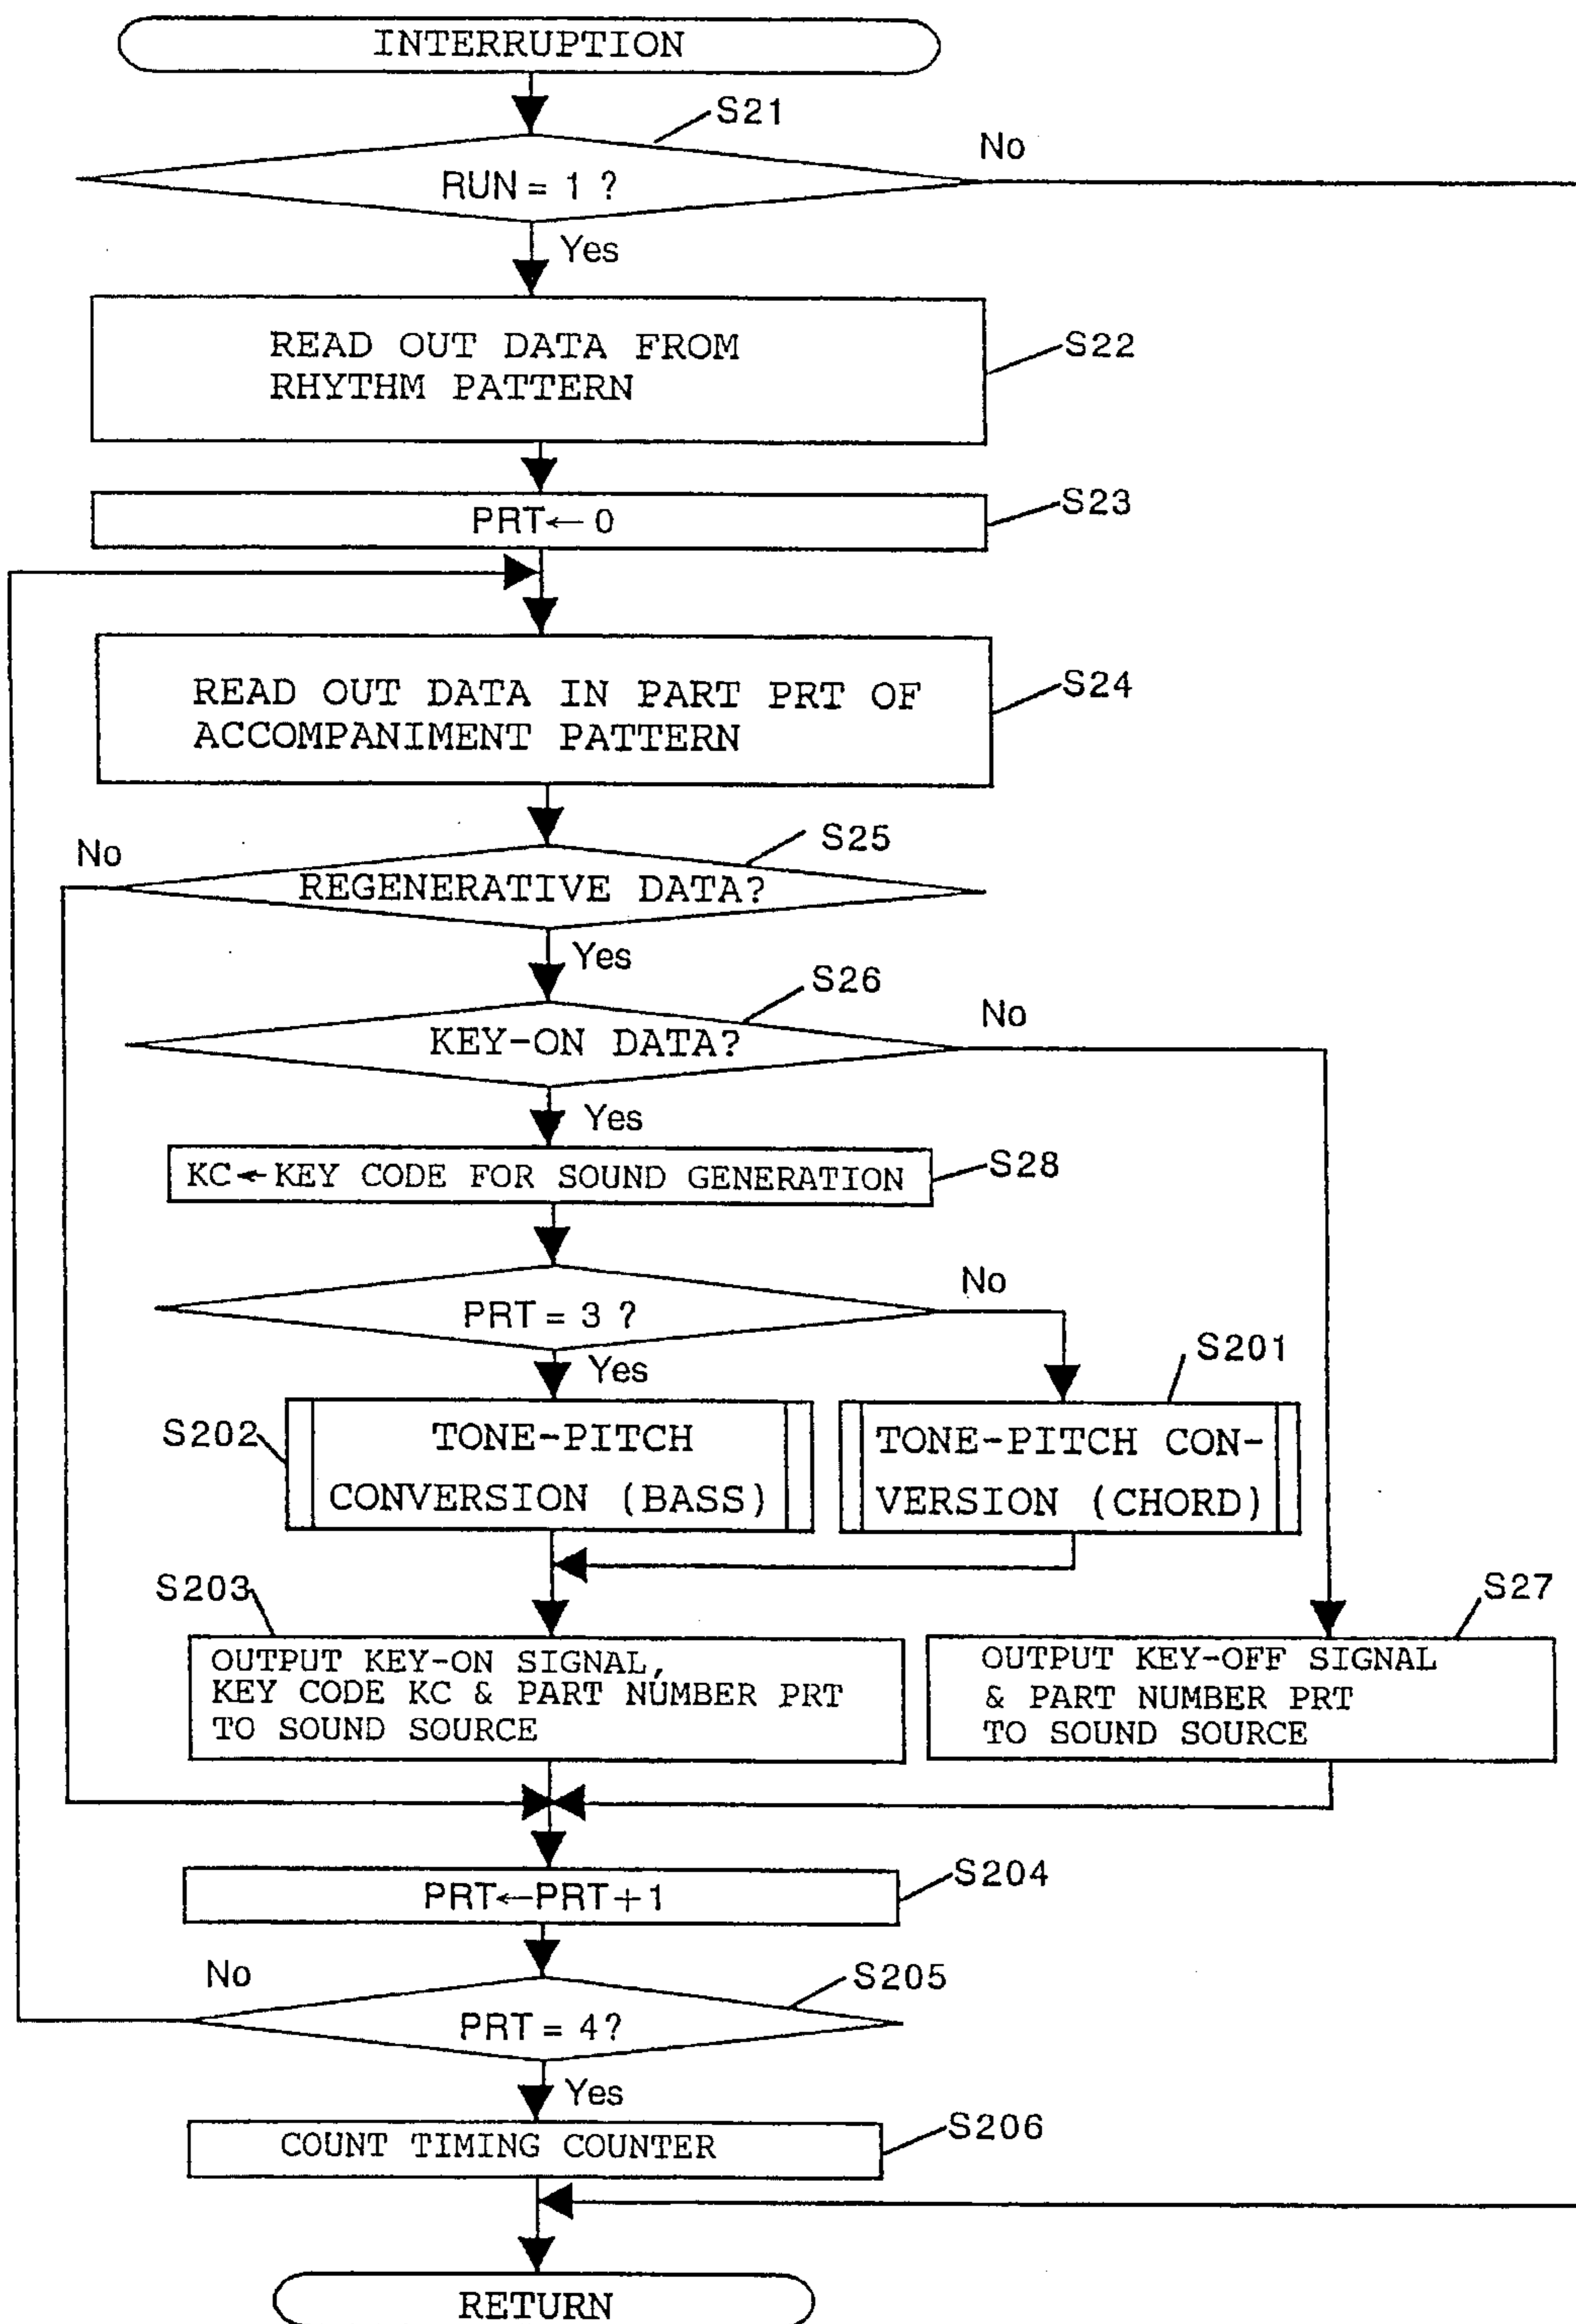 INTERRUPTION
S21
No
RUN = 1 ?
Yes
READ OUT DATA FROM
RHYTHM PATTERN
S22
S23
PRT← 0
READ OUT DATA IN PART PRT OF
ACCOMPANIMENT PATTERN
S24
S25
No
REGENERATIVE DATA?
Yes
S26
No
KEY-ON DATA?
Yes
KC←KEY CODE FOR SOUND GENERATION
S28
No
PRT = 3 ?
Yes
S201
S202
TONE-PITCH
CONVERSION (BASS)
TONE-PITCH CON-
VERSION (CHORD)
S203
S27
OUTPUT KEY-ON SIGNAL,
KEY CODE KC & PART NUMBER PRT
TO SOUND SOURCE
OUTPUT KEY-OFF SIGNAL
& PART NUMBER PRT
TO SOUND SOURCE
S204
PRT←PRT+1
No
S205
PRT = 4?
Yes
S206
COUNT TIMING COUNTER
RETURN